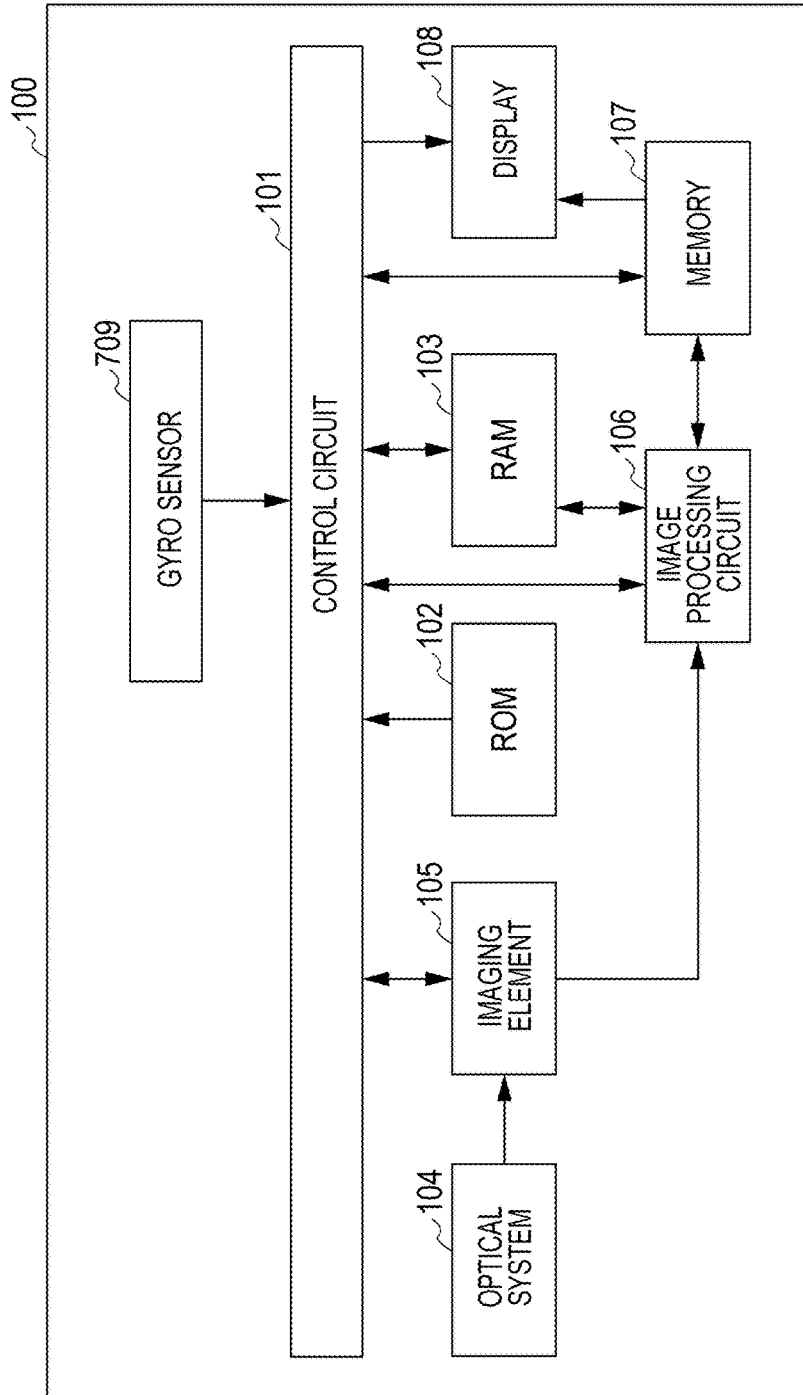 100
709
GYRO SENSOR
101
CONTROL CIRCUIT
104
OPTICAL
SYSTEM
105
IMAGING
ELEMENT
102
ROM
103
RAM
108
DISPLAY
106
IMAGE
PROCESSING
CIRCUIT
107
MEMORY